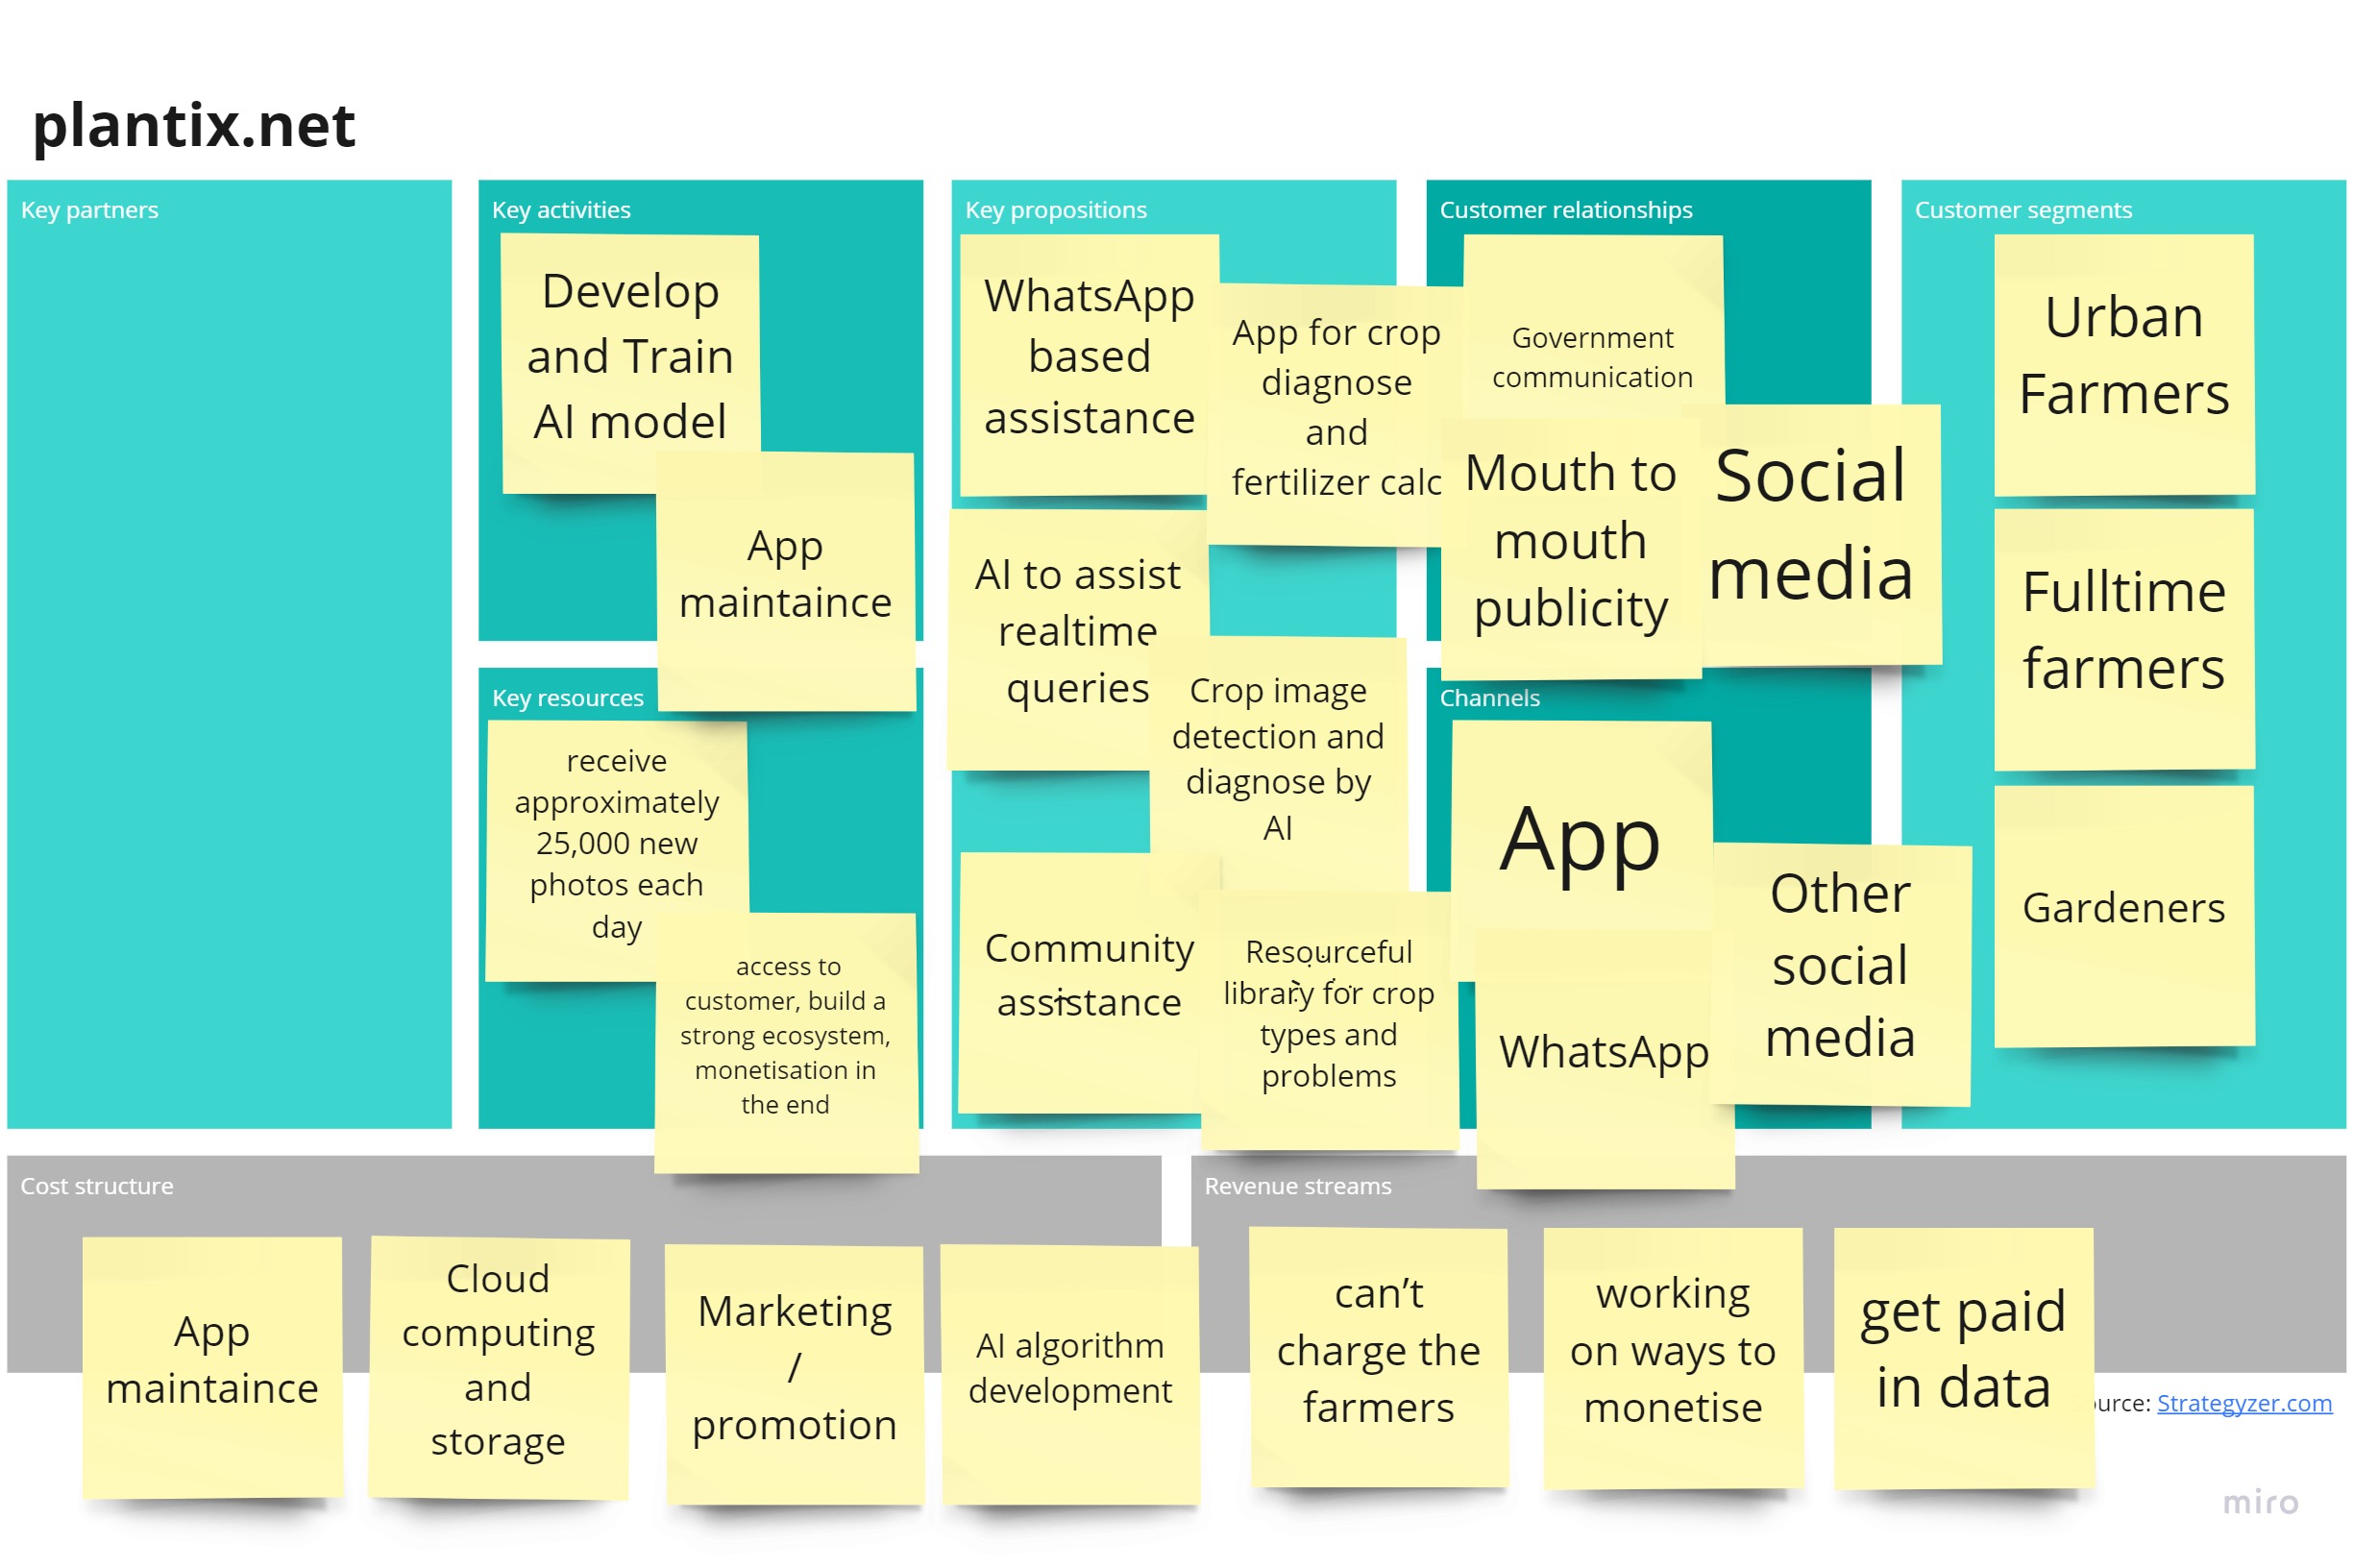 plantix.net
Key partners
Key activities
Develop
and Train
AI model
App
maintaince
Key resources
receive
approximately
25,000 new
photos each
day
access to
customer, build a
strong ecosystem,
monetisation in
the end
Key propositions
WhatsApp
based
assistance
App for crop
diagnose
and
fertilizer calc
AI to assist
realtime
queries
Crop image
detection and
diagnose by
AI
Community
assistance
Resourceful
library for crop
types and
problems
Customer relationships
Government
communication
Mouth to
mouth
publicity
Social
media
Channels
App
WhatsApp
Other
social
media
Customer segments
Urban
Farmers
Fulltime
farmers
Gardeners
Cost structure
App
maintaince
Cloud
computing
and
storage
Marketing
/
promotion
AI algorithm
development
Revenue streams
can’t
charge the
farmers
working
on ways to
monetise
get paid
in data
ource: Strategyzer.com
miro